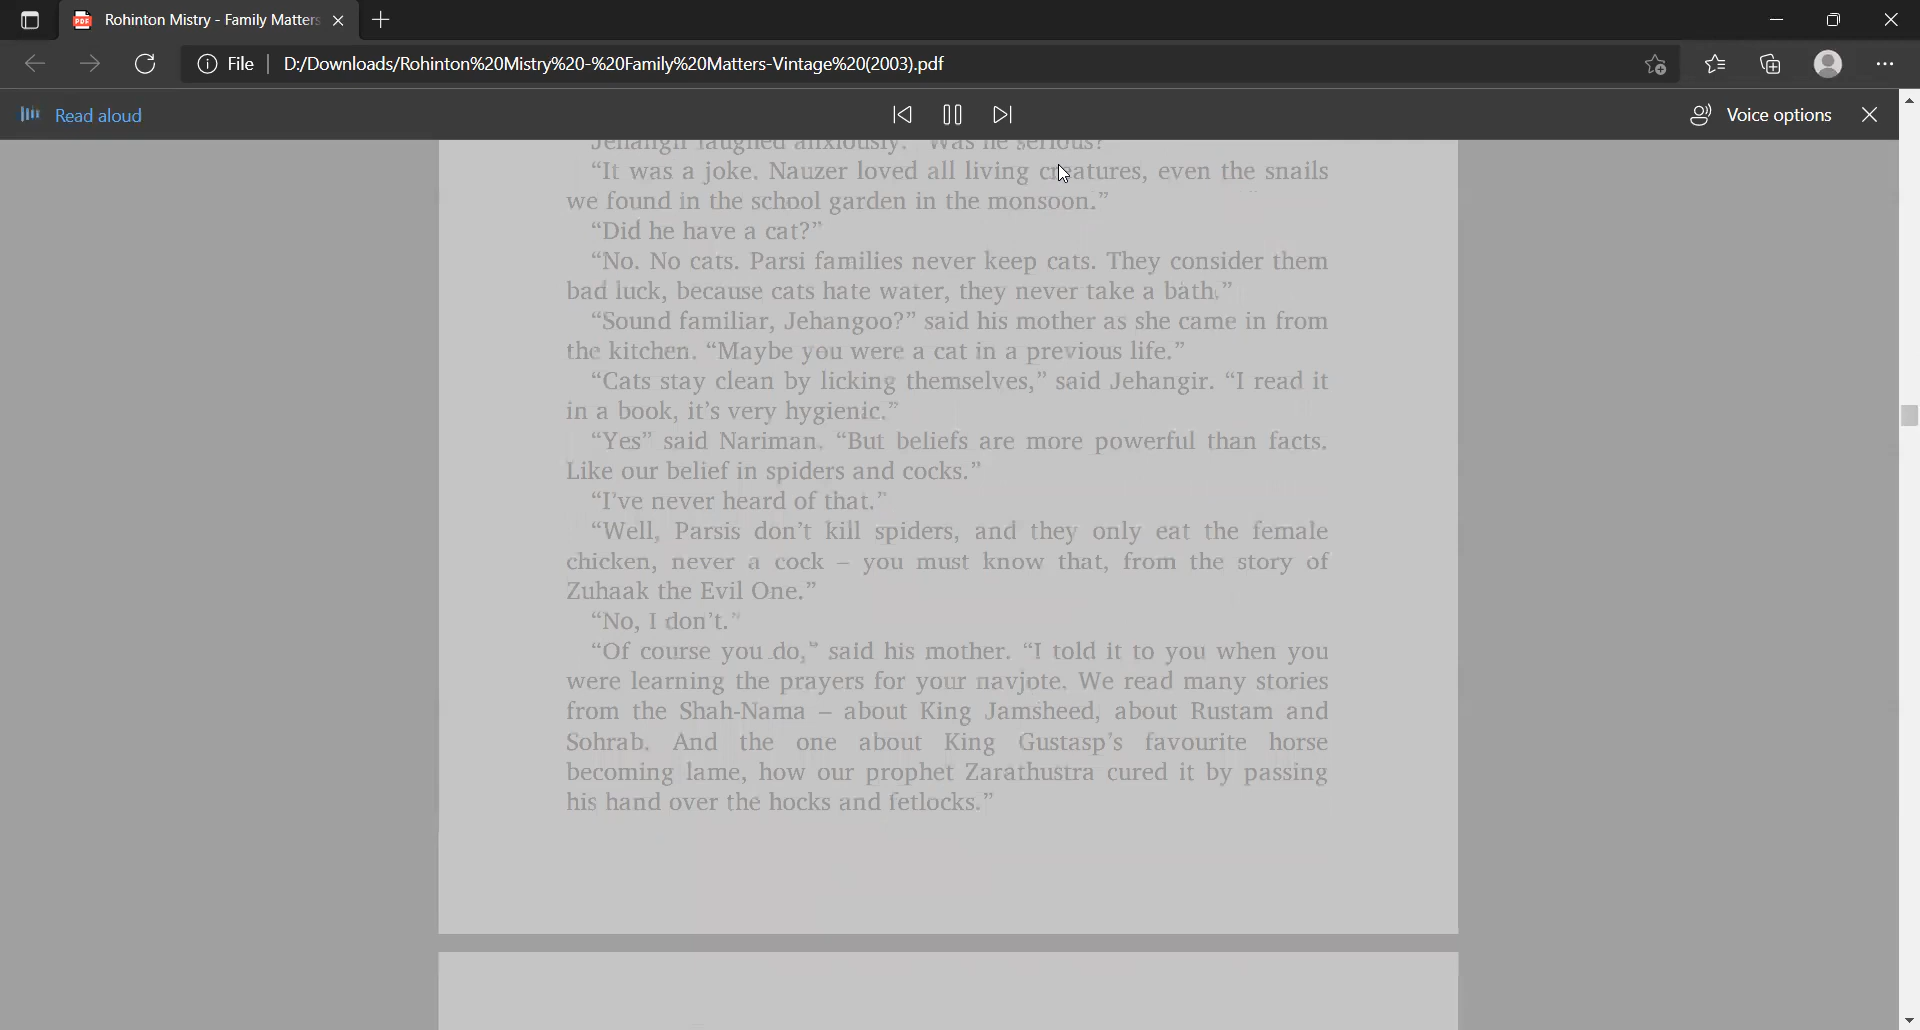 Rohinton Mistry - Family Matters
File
D:/Downloads/Rohinton%20Mistry%20-%20Family%20Matters-Vintage%20(2003).pdf
Read aloud
Voice options
Jehangir laughed anxiously. “Was he serious?”
“It was a joke. Nauzer loved all living creatures, even the snails
we found in the school garden in the monsoon.”
“Did he have a cat?”
“No. No cats. Parsi families never keep cats. They consider them
bad luck, because cats hate water, they never take a bath.”
“Sound familiar, Jehangoo?” said his mother as she came in from
the kitchen. “Maybe you were a cat in a previous life.”
“Cats stay clean by licking themselves,” said Jehangir. “I read it
in a book, it’s very hygienic.”
“Yes” said Nariman. “But beliefs are more powerful than facts.
Like our belief in spiders and cocks.”
“I’ve never heard of that.”
“Well, Parsis don’t kill spiders, and they only eat the female
chicken, never a cock – you must know that, from the story of
Zuhaak the Evil One.”
“No, I don’t.”
“Of course you do,” said his mother. “I told it to you when you
were learning the prayers for your navjote. We read many stories
from the Shah-Nama – about King Jamsheed, about Rustam and
Sohrab. And the one about King Gustasp’s favourite horse
becoming lame, how our prophet Zarathustra cured it by passing
his hand over the hocks and fetlocks.”